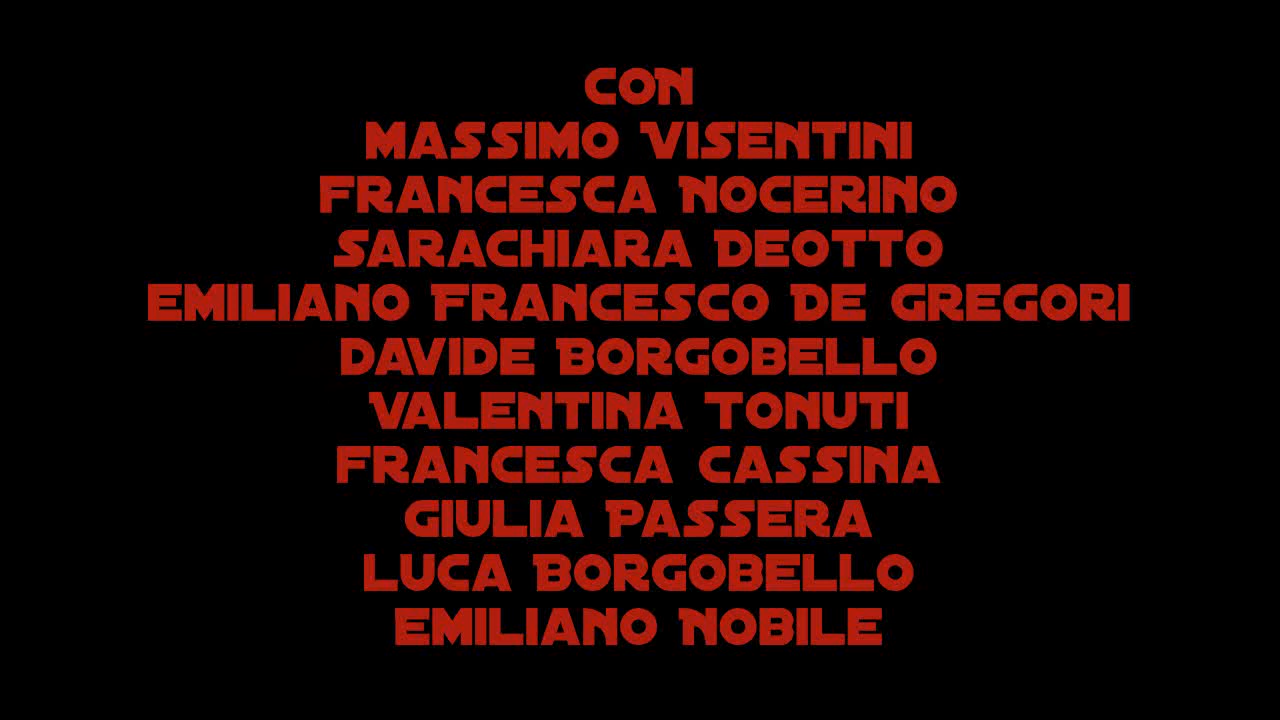 CON
MASSIMO VISENTINI
FRANCESCA NOCERINO
SARACHIARA DEOTTO
EMILIANO FRANCESCO DE GREGORI
DAVIDE BORGOBELLO
VALENTINA TONUTI
FRANCESCA CASSINA
GIULIA PASSERA
LUCA BORGOBELLO
EMILIANO NOBILE